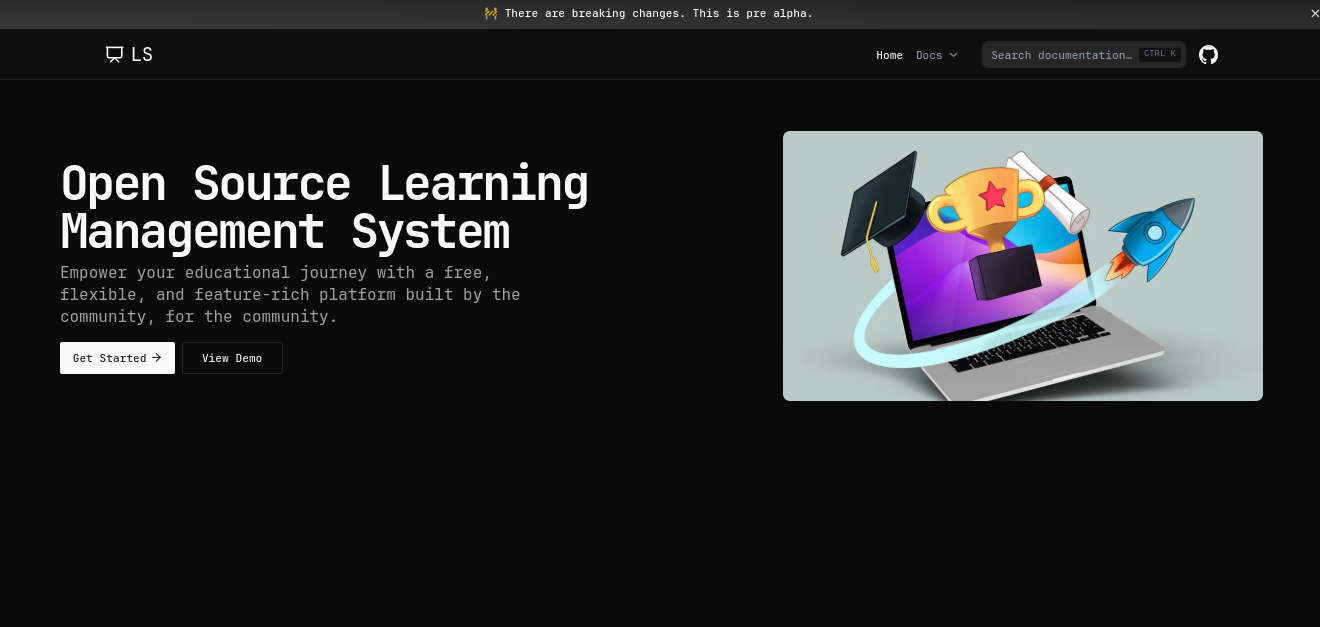 🚧 There are breaking changes. This is pre alpha.
LS
Home
Docs
Search documentation…
CTRL K
Open Source Learning
Management System
Empower your educational journey with a free,
flexible, and feature-rich platform built by the
community, for the community.
Get Started →
View Demo